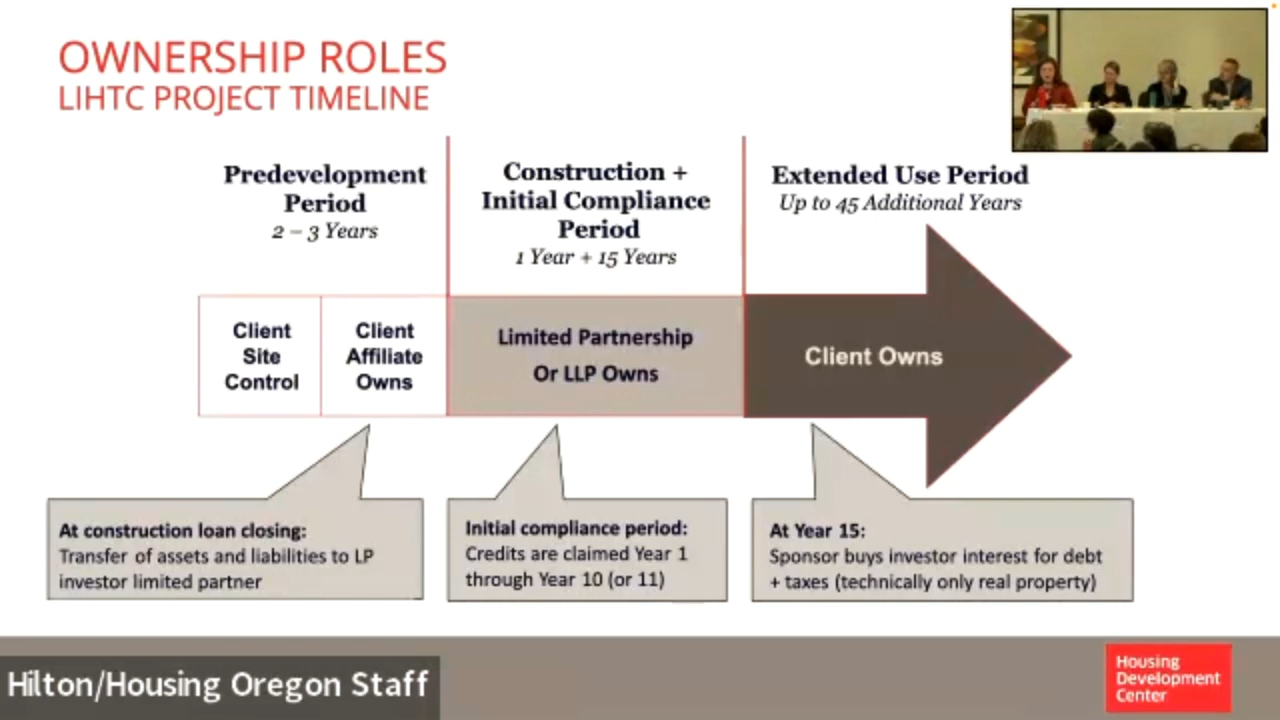 OWNERSHIP ROLES
LIHTC PROJECT TIMELINE
Predevelopment
Period
2 – 3 Years
Construction +
Initial Compliance
Period
1 Year + 15 Years
Extended Use Period
Up to 45 Additional Years
Client
Site
Control
Client
Affiliate
Owns
Limited Partnership
Or LLP Owns
Client Owns
At construction loan closing:
Transfer of assets and liabilities to LP
investor limited partner
Initial compliance period:
Credits are claimed Year 1
through Year 10 (or 11)
At Year 15:
Sponsor buys investor interest for debt
+ taxes (technically only real property)
Hilton/Housing Oregon Staff
Housing
Development
Center